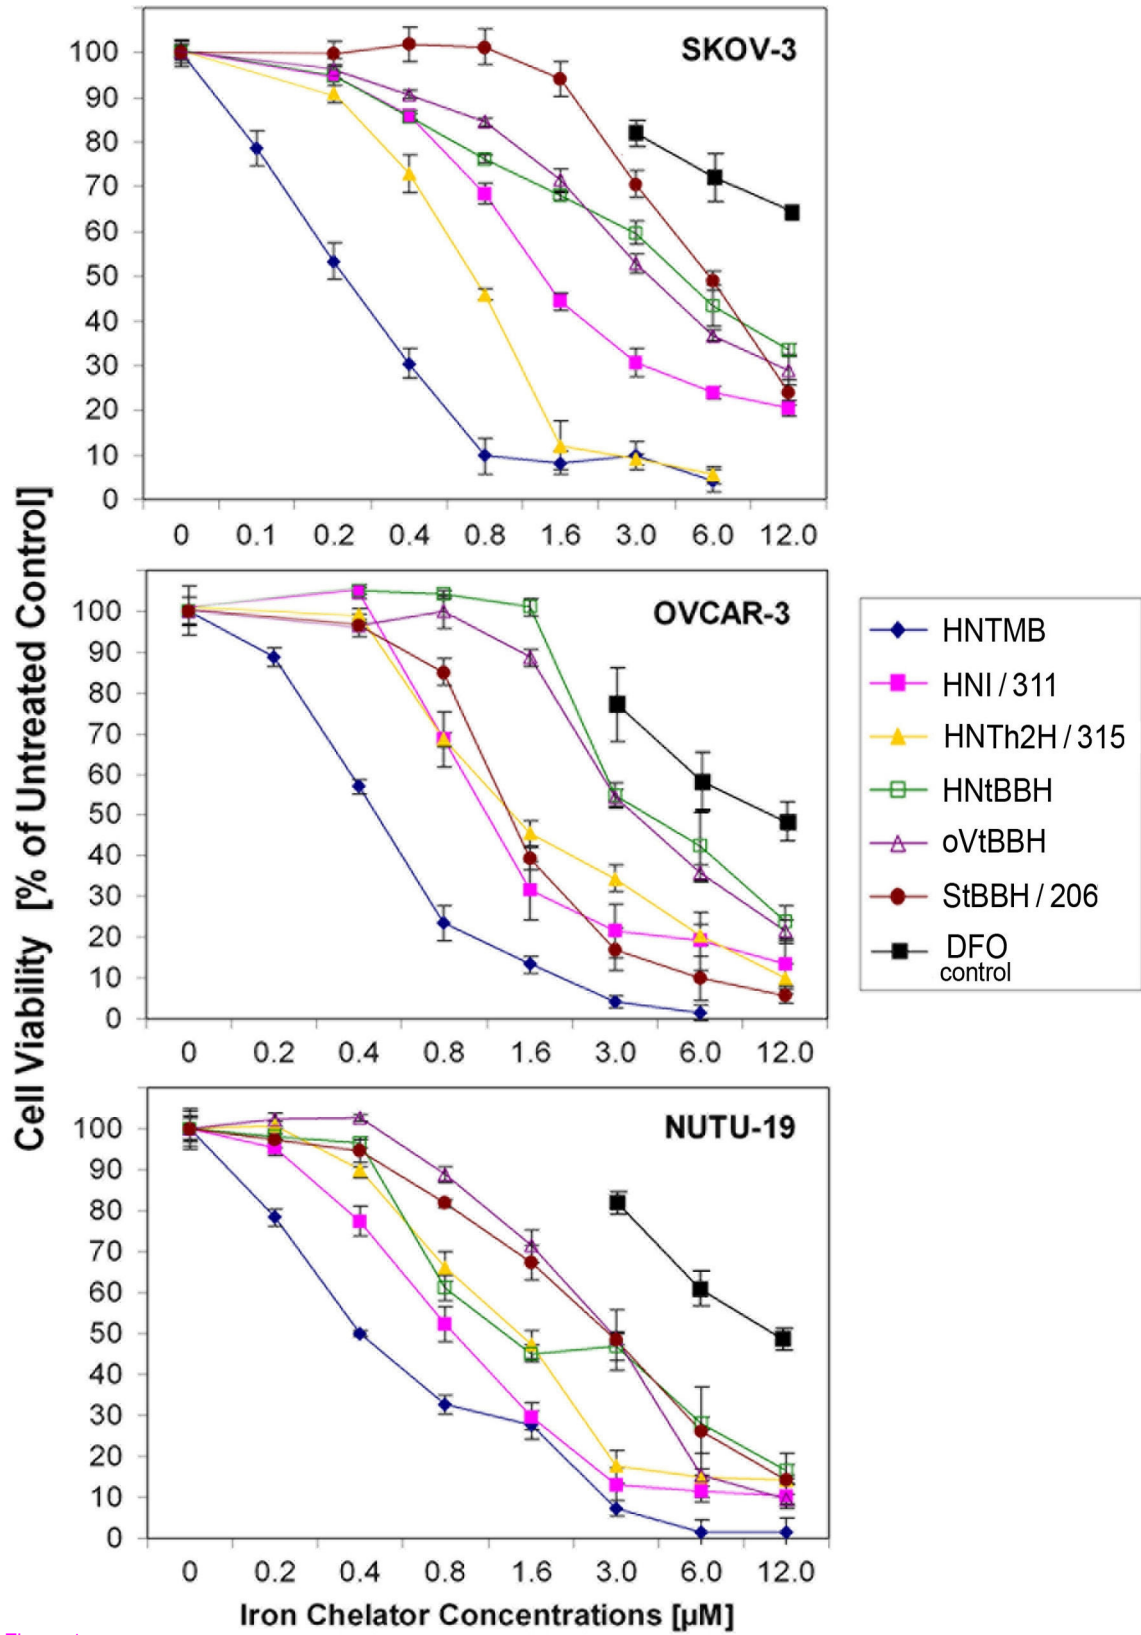 SKOV-3
100
90
80
70
60
50
40
30
20
10
0
0 0.1 0.2 0.4 0.8 1.6 3.0 6.0 12.0
OVCAR-3
100
90
80
70
60
50
40
30
20
10
0
0 0.2 0.4 0.8 1.6 3.0 6.0 12.0
NUTU-19
100
90
80
70
60
50
40
30
20
10
0
0 0.2 0.4 0.8 1.6 3.0 6.0 12.0
Iron Chelator Concentrations [µM]
Cell Viability [% of Untreated Control]
HNTMB
HNI / 311
HNTh2H / 315
HNtBBH
oVtBBH
StBBH / 206
DFO
control